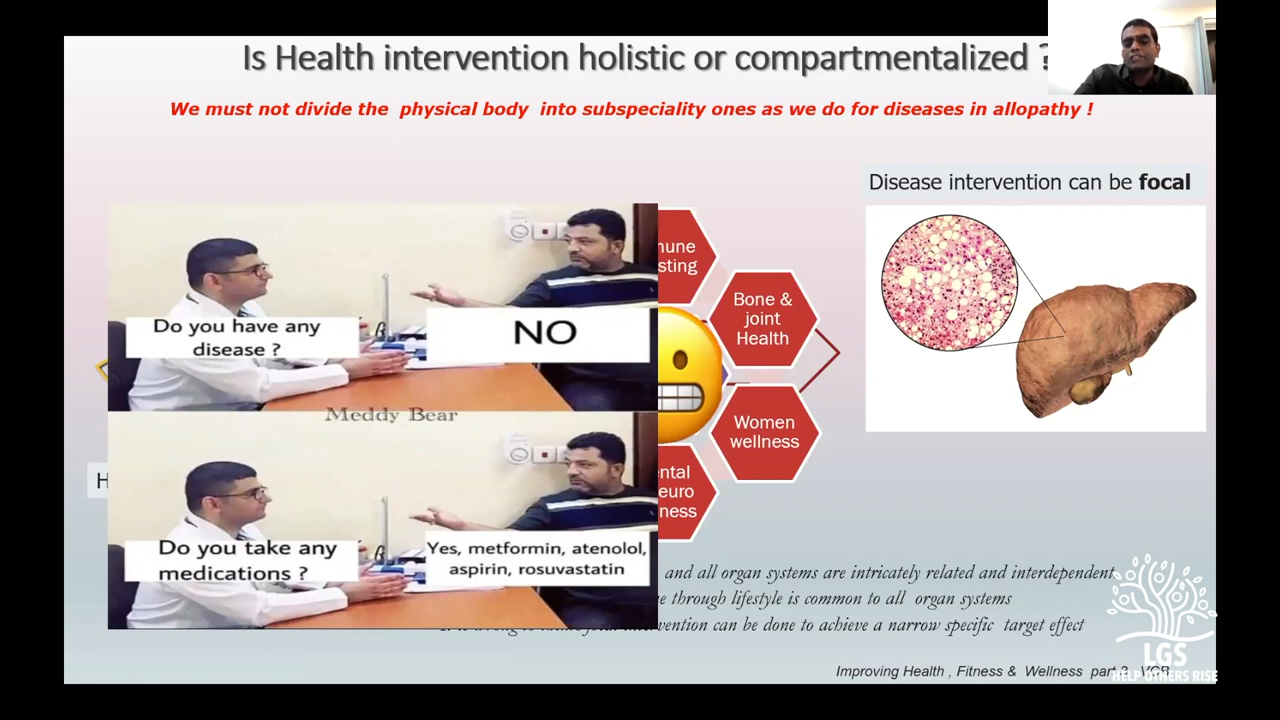 Is Health intervention holistic or compartmentalized ?
We must not divide the physical body into subspeciality ones as we do for diseases in allopathy !
Disease intervention can be focal
Do you have any
disease ?
NO
Meddy Bear
Do you take any
medications ?
Yes, metformin, atenolol,
aspirin, rosuvastatin
Bone &
joint
Health
Women
wellness
H
and all organ systems are intricately related and interdependent
through lifestyle is common to all organ systems
can be done to achieve a narrow specific target effect
Improving Health , Fitness & Wellness part VCB
LGS
HELP OTHERS RISE